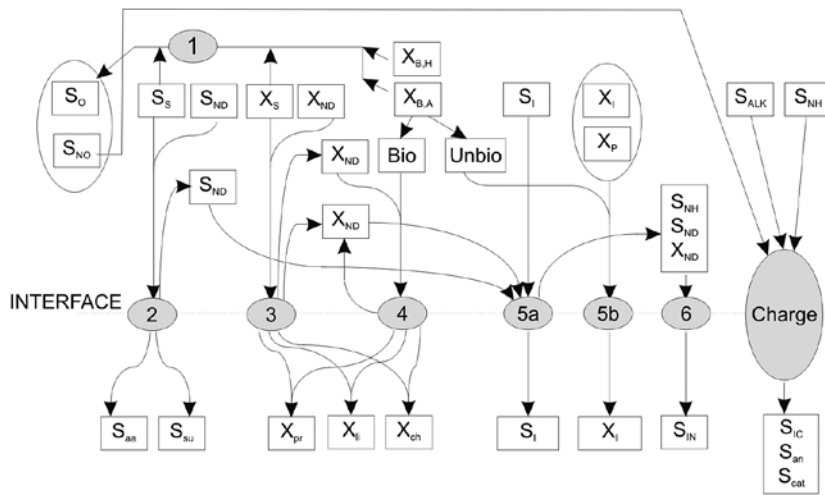 1
X_B,H
S_O
S_S
S_ND
X_S
X_ND
X_B,A
S_I
X_I
S_ALK
S_NH
S_NO
X_ND
Bio
Unbio
X_P
S_ND
X_ND
S_NH
S_ND
X_ND
INTERFACE
2
3
4
5a
5b
6
Charge
S_aa
S_su
X_pr
X_li
X_ch
S_I
X_I
S_IN
S_IC
S_an
S_cat